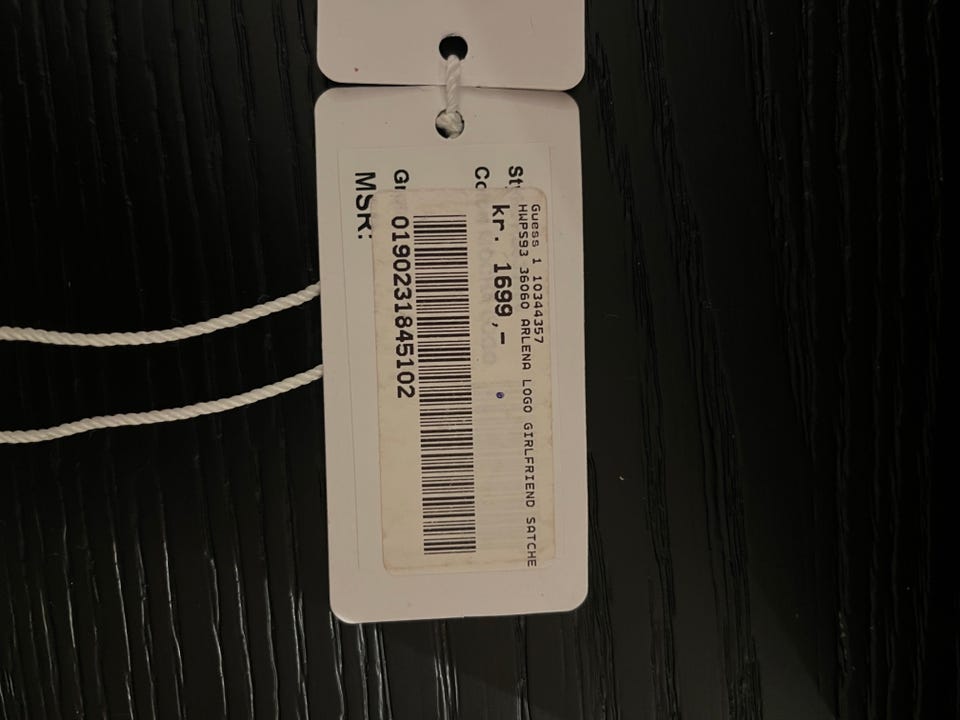 Guess 1 10344357
HWPS93 36060 ARLENA LOGO GIRLFRIEND SATCHE
kr. 1699,-
0190231845102
MSR: